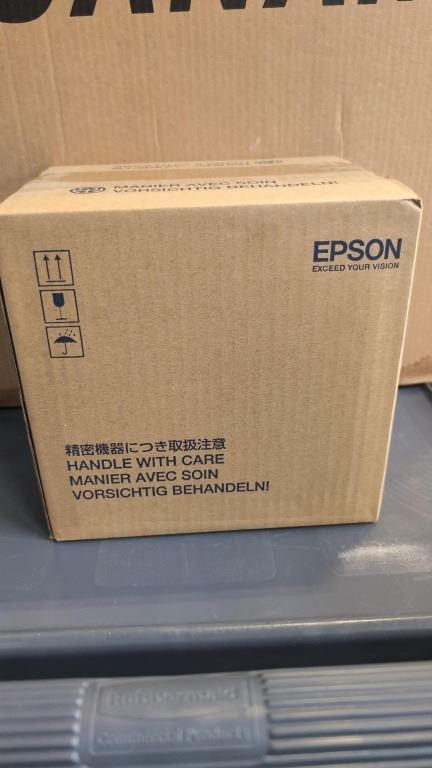 MANIER AVEC SOIN
VORSICHTIG BEHANDELN!
EPSON
EXCEED YOUR VISION
精密機器につき取扱注意
HANDLE WITH CARE
MANIER AVEC SOIN
VORSICHTIG BEHANDELN!
Rubbermaid
Commercial Products